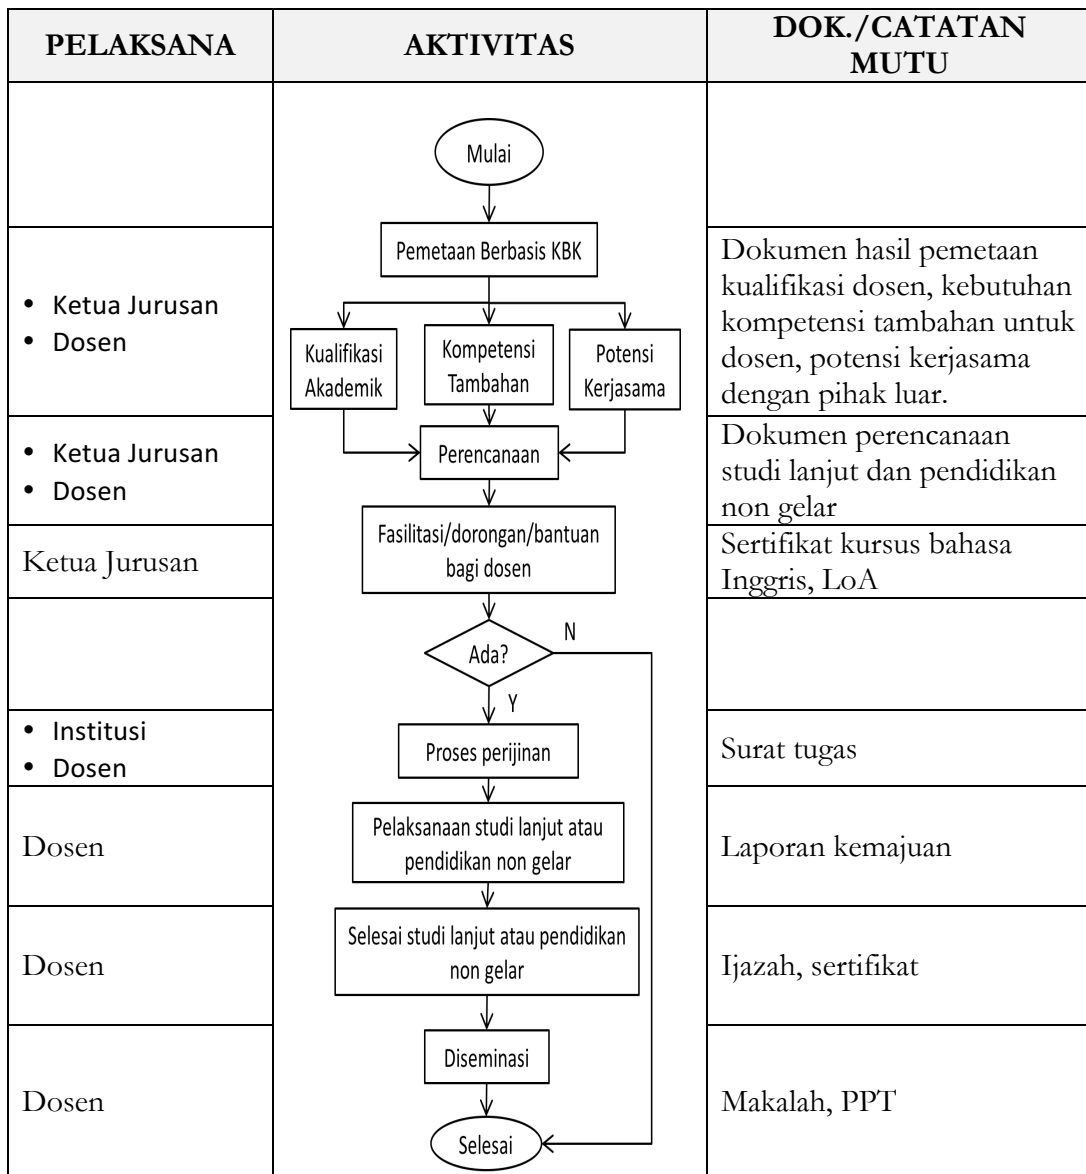 PELAKSANA
AKTIVITAS
DOK./CATATAN
MUTU
Mulai
• Ketua Jurusan
• Dosen
Pemetaan Berbasis KBK
Kualifikasi
Akademik
Kompetensi
Tambahan
Potensi
Kerjasama
Dokumen hasil pemetaan
kualifikasi dosen, kebutuhan
kompetensi tambahan untuk
dosen, potensi kerjasama
dengan pihak luar.
• Ketua Jurusan
• Dosen
Perencanaan
Dokumen perencanaan
studi lanjut dan pendidikan
non gelar
Ketua Jurusan
Fasilitasi/dorongan/bantuan
bagi dosen
Sertifikat kursus bahasa
Inggris, LoA
Ada?
N
Y
• Institusi
• Dosen
Proses perijinan
Surat tugas
Dosen
Pelaksanaan studi lanjut atau
pendidikan non gelar
Laporan kemajuan
Dosen
Selesai studi lanjut atau pendidikan
non gelar
Ijazah, sertifikat
Dosen
Diseminasi
Selesai
Makalah, PPT